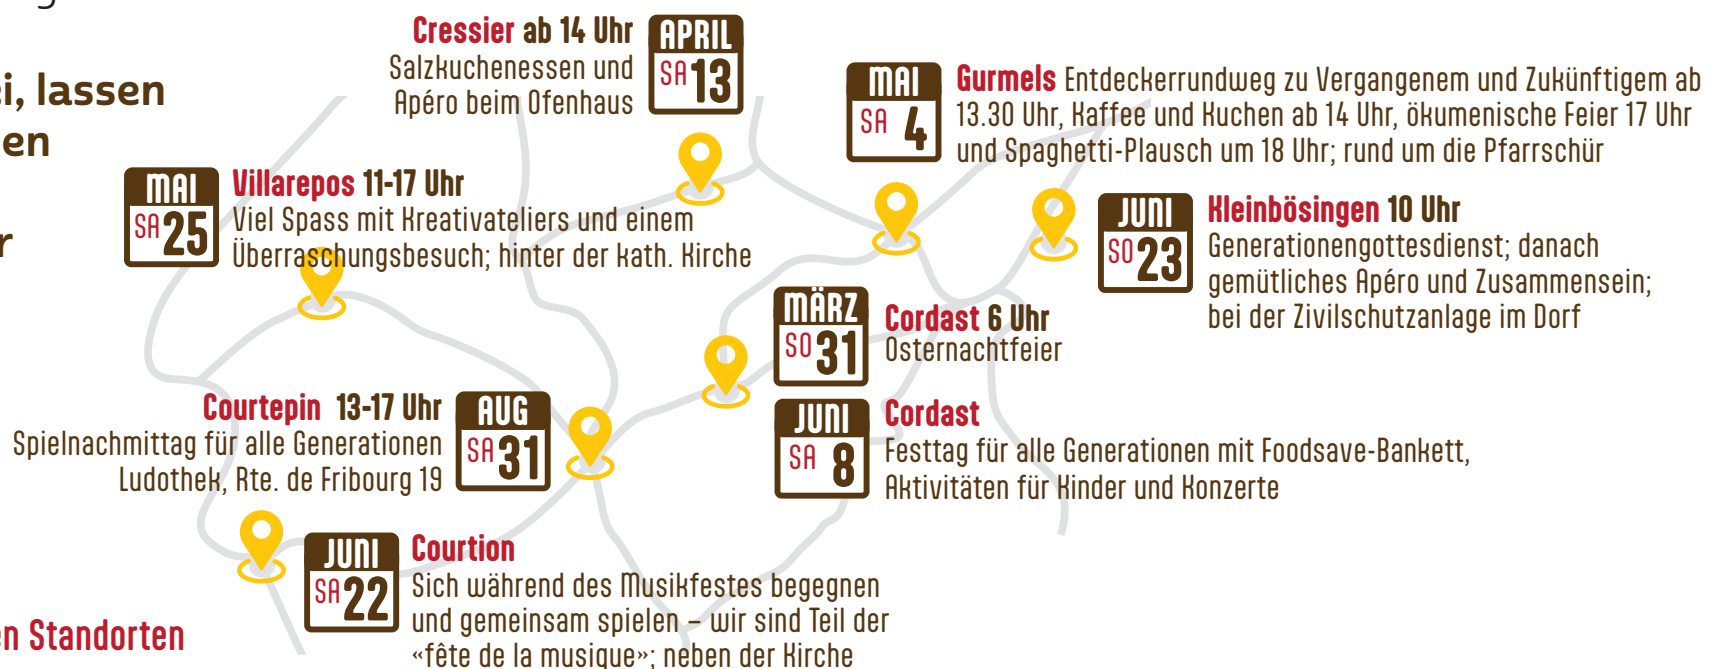 ei, lassen
en
r
en Standorten
Cressier ab 14 Uhr
Salzkuchenessen und
Apéro beim Ofenhaus
APRIL
SA 13
MAI
SA 4
Gurmels Entdeckerrundweg zu Vergangenem und Zukünftigem ab
13.30 Uhr, Kaffee und Kuchen ab 14 Uhr, ökumenische Feier 17 Uhr
und Spaghetti-Plausch um 18 Uhr; rund um die Pfarrschür
MAI
SA 25
Villarepos 11-17 Uhr
Viel Spass mit Kreativateliers und einem
Überraschungsbesuch; hinter der kath. Kirche
JUNI
SO 23
Kleinbösingen 10 Uhr
Generationengottesdienst; danach
gemütliches Apéro und Zusammensein;
bei der Zivilschutzanlage im Dorf
MÄRZ
SO 31
Cordast 6 Uhr
Osternachtfeier
Courtepin 13-17 Uhr
Spielnachmittag für alle Generationen
Ludothek, Rte. de Fribourg 19
AUG
SA 31
JUNI
SA 8
Cordast
Festtag für alle Generationen mit Foodsave-Bankett,
Aktivitäten für Kinder und Konzerte
JUNI
SA 22
Courtion
Sich während des Musikfestes begegnen
und gemeinsam spielen – wir sind Teil der
«fête de la musique»; neben der Kirche